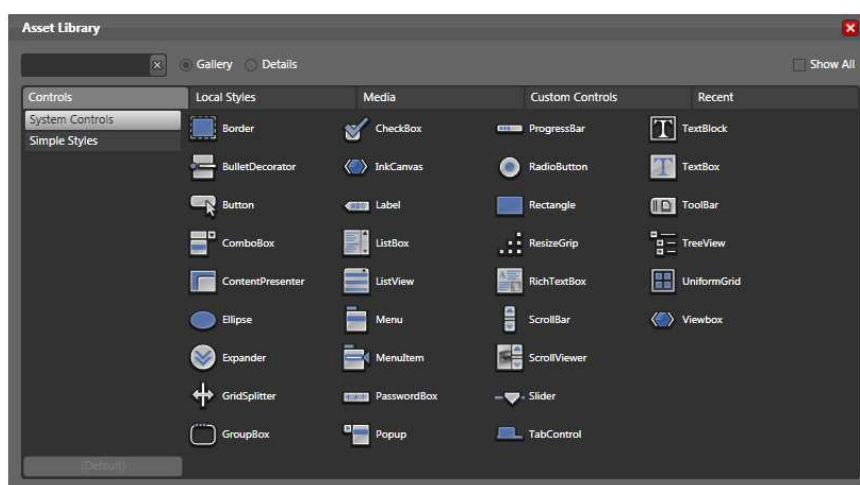 Asset Library
Gallery Details Show All
Controls Local Styles Media Custom Controls Recent
System Controls
Simple Styles
Border CheckBox ProgressBar TextBlock
BulletDecorator InkCanvas RadioButton TextBox
Button Label Rectangle ToolBar
ComboBox ListBox ResizeGrip TreeView
ContentPresenter ListView RichTextBox UniformGrid
Ellipse Menu ScrollBar Viewbox
Expander MenuItem ScrollViewer
GridSplitter PasswordBox Slider
GroupBox Popup TabControl
(Default)